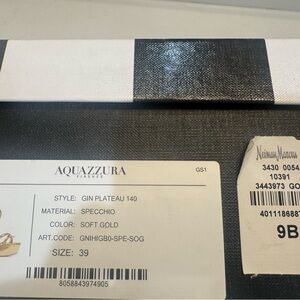 AQUAZZURA
FIRENZE
GS1
STYLE: GIN PLATEAU 140
MATERIAL: SPECCHIO
COLOR: SOFT.GOLD
ART.CODE: GNIHIGB0-SPE-SOG
SIZE: 39
8058843974905
Neiman Marcus
3430 0054
10391
3443973 GO
4011186887
9B